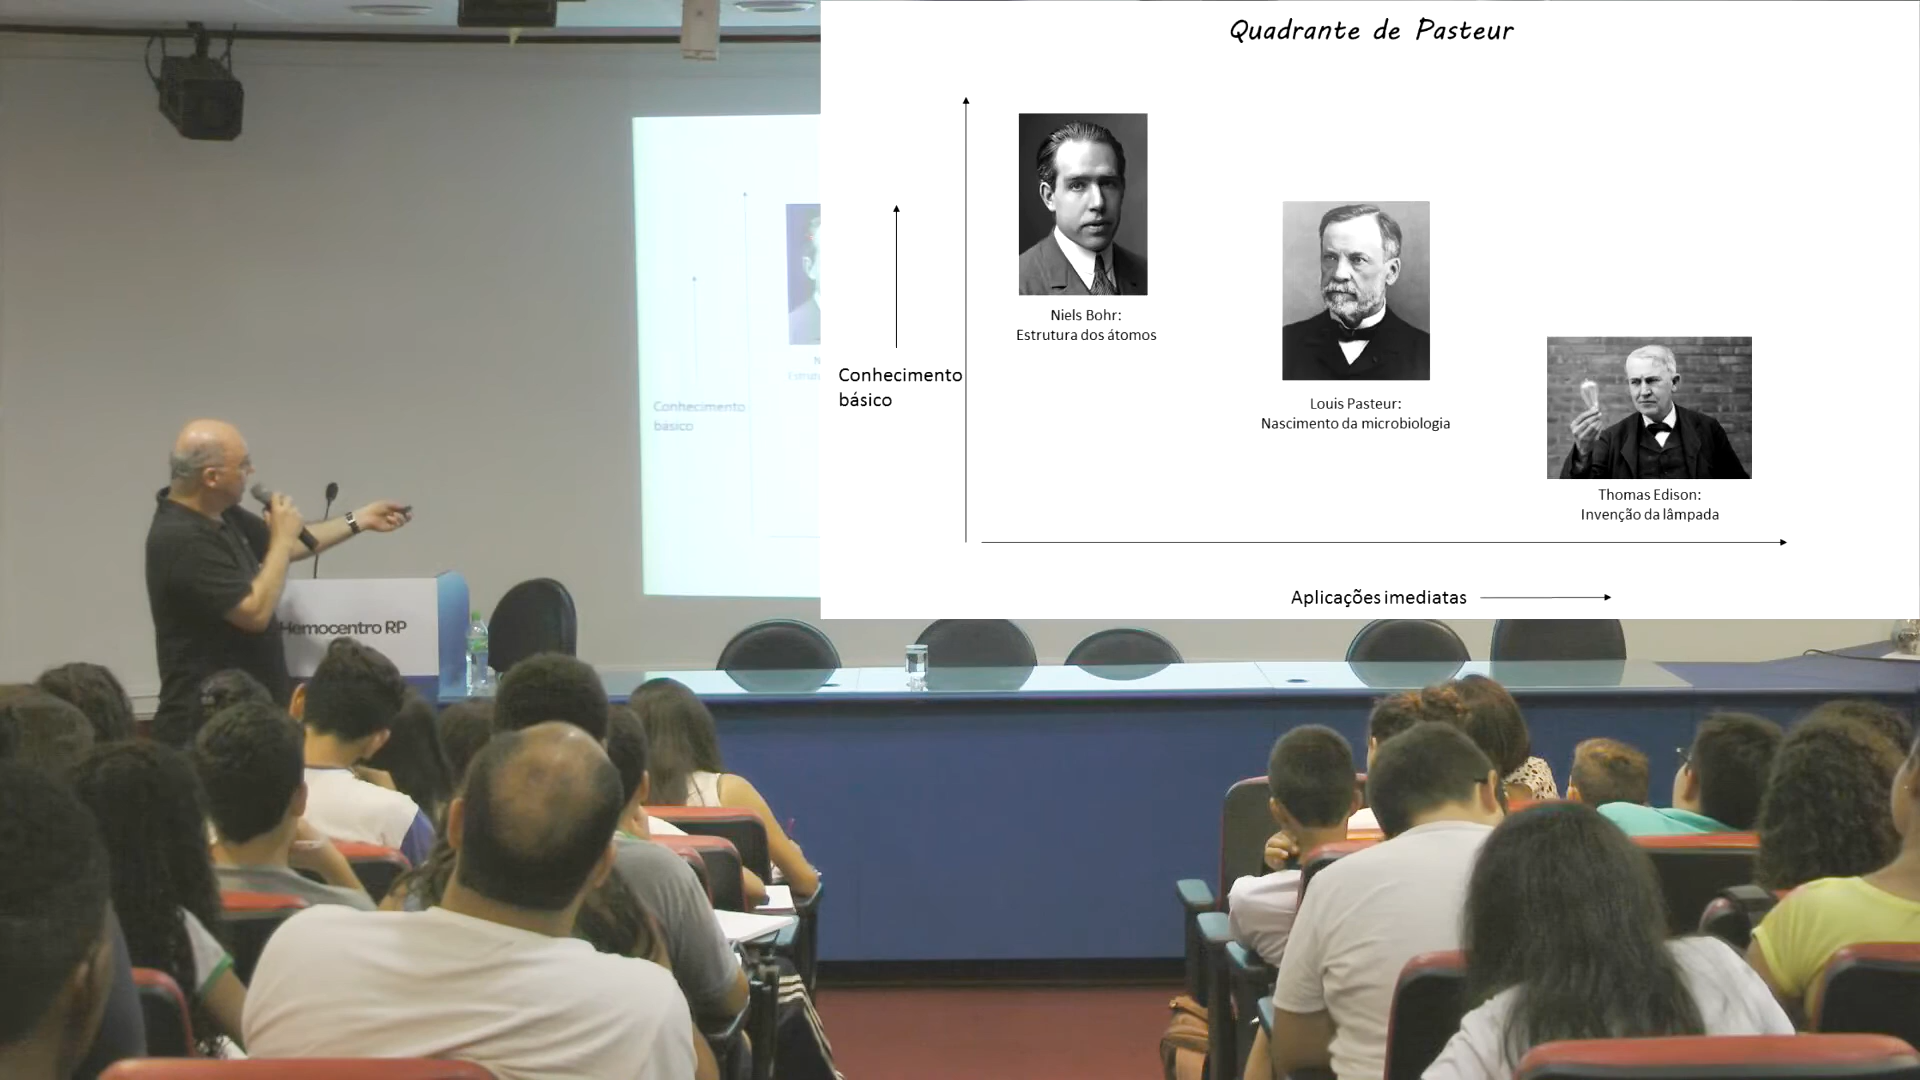 Quadrante de Pasteur
Niels Bohr:
Estrutura dos átomos
Conhecimento
básico
Louis Pasteur:
Nascimento da microbiologia
Thomas Edison:
Invenção da lâmpada
Aplicações imediatas
Conhecimento
básico
Hemocentro RP